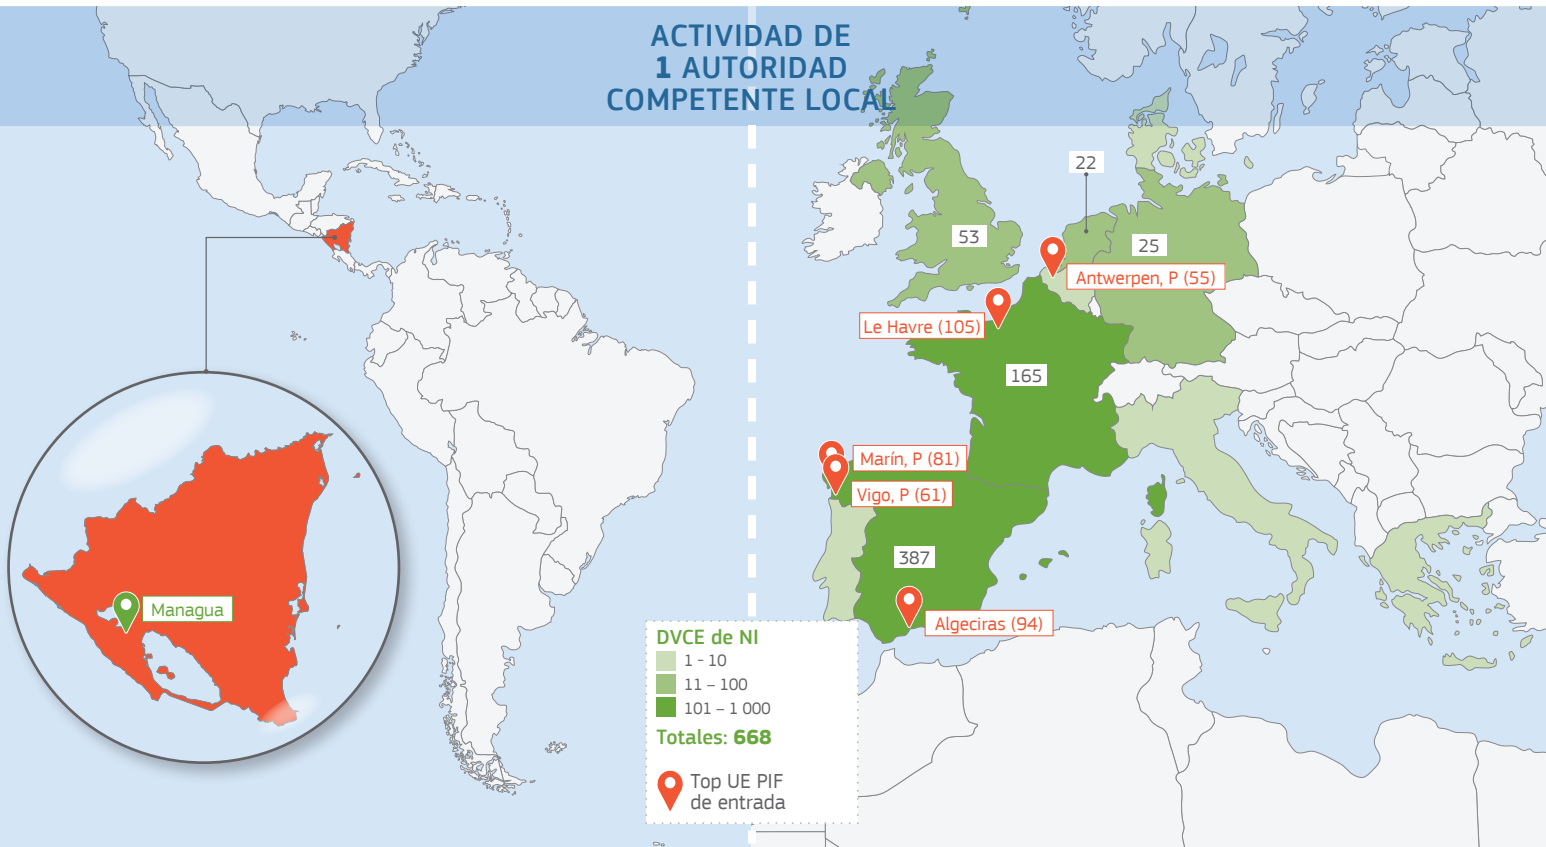 ACTIVIDAD DE
1 AUTORIDAD
COMPETENTE LOCAL
22
53
25
Antwerpen, P (55)
Le Havre (105)
165
Marín, P (81)
Vigo, P (61)
387
Managua
Algeciras (94)
DVCE de NI
1 - 10
11 – 100
101 – 1 000
Totales: 668
Top UE PIF
de entrada